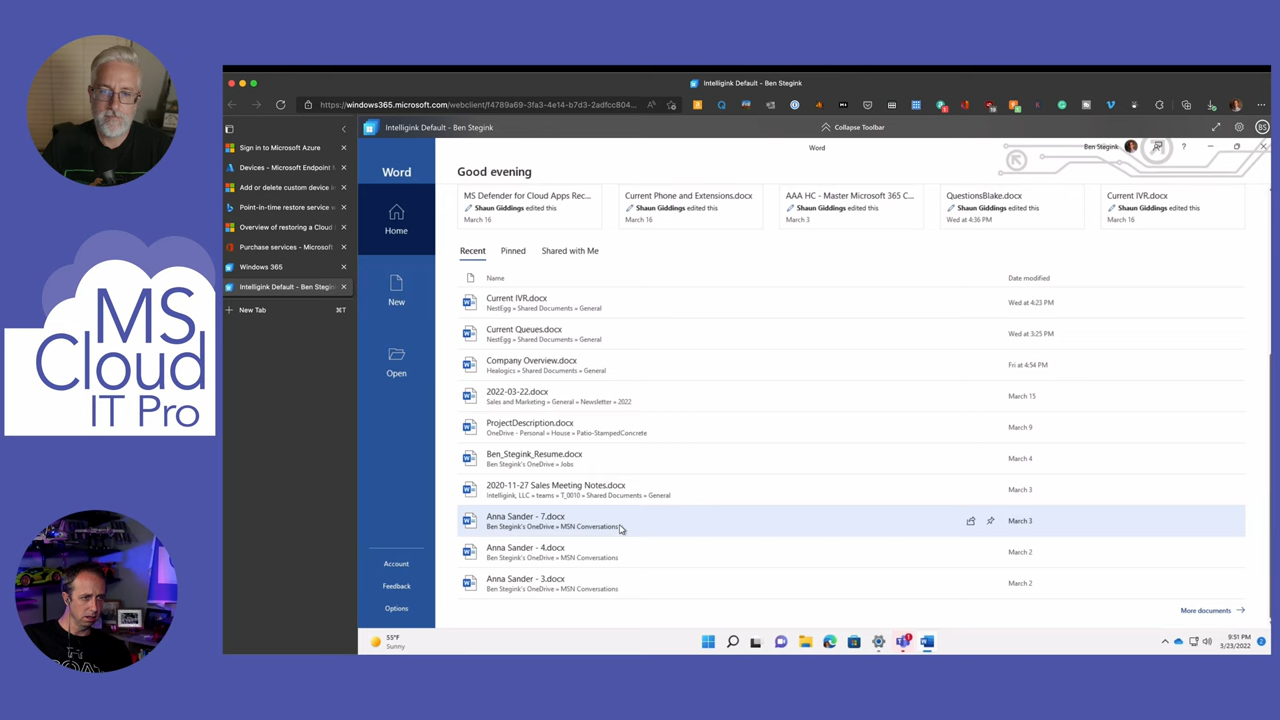 Intelligink Default - Ben Stegink
https://windows365.microsoft.com/webclient/f4789a69-3fa3-4e14-b7d3-2adfcc804...
Intelligink Default - Ben Stegink
Collapse Toolbar
BS
Sign in to Microsoft Azure
Devices - Microsoft Endpoint
Add or delete custom device in
Point-in-time restore service
Overview of restoring a Cloud
Purchase services - Microsoft
Windows 365
Intelligink Default - Ben Stegin
New Tab
⌘T
MS
Cloud
IT Pro
Word
Ben Stegink
Word
Home
New
Open
Account
Feedback
Options
Good evening
MS Defender for Cloud Apps Rec...
Shaun Giddings edited this
March 16
Current Phone and Extensions.docx
Shaun Giddings edited this
March 16
AAA HC - Master Microsoft 365 C...
Shaun Giddings edited this
March 3
QuestionsBlake.docx
Shaun Giddings edited this
Wed at 4:36 PM
Current IVR.docx
Shaun Giddings edited this
March 16
Recent Pinned Shared with Me
Name Date modified
Current IVR.docx
NestEgg » Shared Documents » General
Wed at 4:23 PM
Current Queues.docx
NestEgg » Shared Documents » General
Wed at 3:25 PM
Company Overview.docx
Healogics » Shared Documents » General
Fri at 4:54 PM
2022-03-22.docx
Sales and Marketing » General » Newsletter » 2022
March 15
ProjectDescription.docx
OneDrive - Personal » House » Patio-StampedConcrete
March 9
Ben_Stegink_Resume.docx
Ben Stegink's OneDrive » Jobs
March 4
2020-11-27 Sales Meeting Notes.docx
Intelligink, LLC » teams » T_0010 » Shared Documents » General
March 3
Anna Sander - 7.docx
Ben Stegink's OneDrive » MSN Conversations
March 3
Anna Sander - 4.docx
Ben Stegink's OneDrive » MSN Conversations
March 2
Anna Sander - 3.docx
Ben Stegink's OneDrive » MSN Conversations
March 2
More documents
55°F
Sunny
9:51 PM
3/23/2022